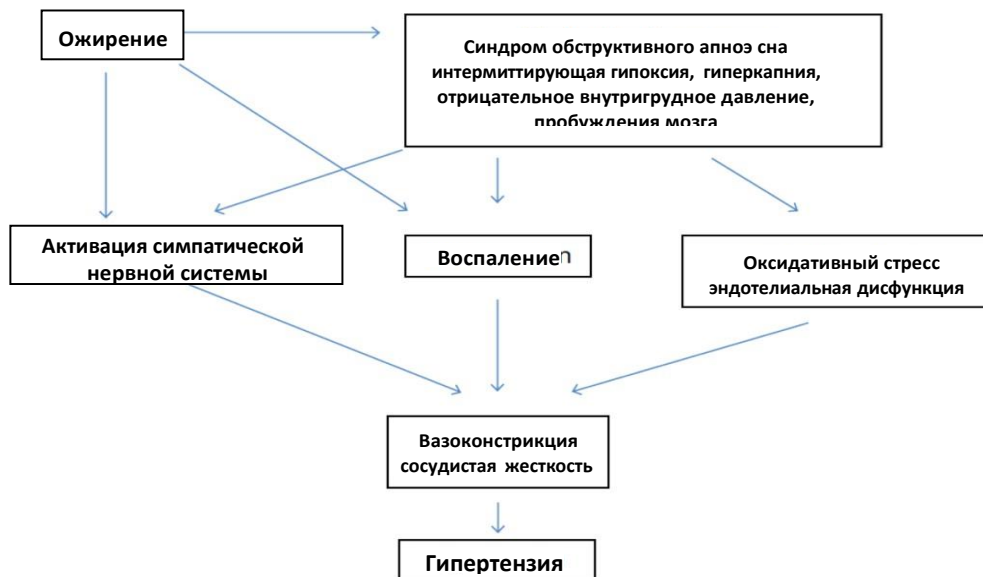 Ожирение
Синдром обструктивного апноэ сна
интермиттирующая гипоксия, гиперкапния,
отрицательное внутригрудное давление,
пробуждения мозга
Активация симпатической
нервной системы
Воспалениеn
Оксидативный стресс
эндотелиальная дисфункция
Вазоконстрикция
сосудистая жесткость
Гипертензия